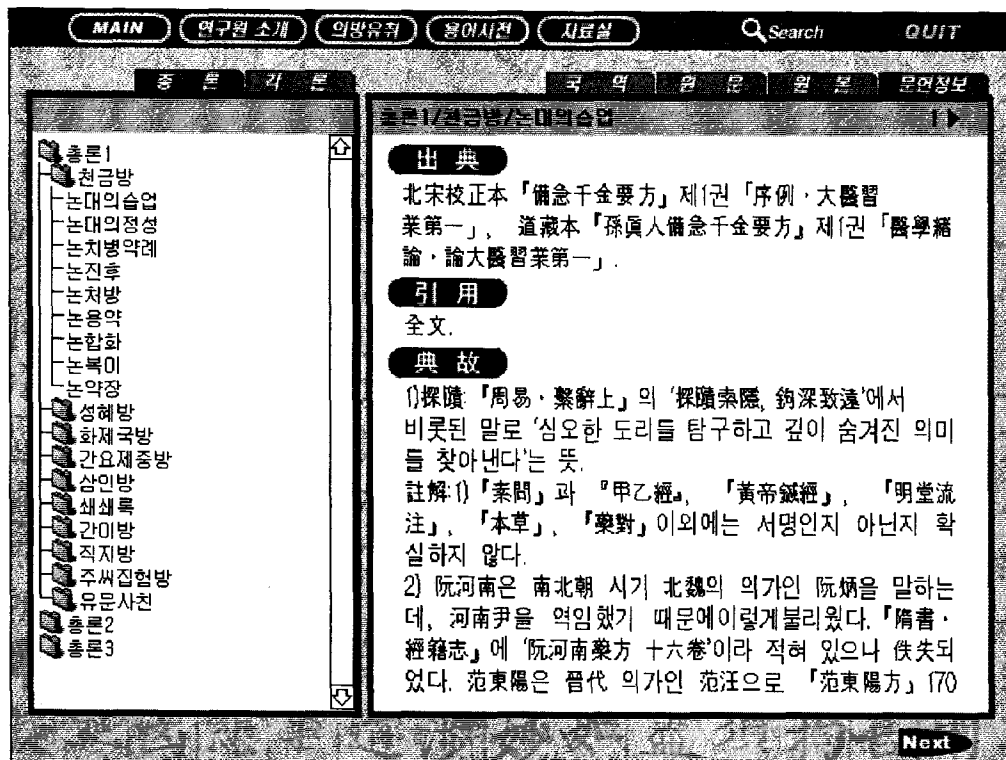 MAIN
연구원 소개
의방유취
용어사전
자료실
Search
QUIT
총 론
각 론
국 역
원 문
원 본
문헌정보
총론1/천금방/논대의습업
1
총론1
천금방
논대의습업
논대의정성
논치병약례
논진후
논처방
논용약
논합화
논복이
논약장
성혜방
화제국방
간요제중방
삼인방
쇄쇄록
간이방
직지방
주씨집험방
유문사친
총론2
총론3
出 典
北宋校正本『備急千金要方』제1권「序例·大醫習
業第一」, 道藏本『孫眞人備急千金要方』제1권「醫學緖
論·論大醫習業第一」.
引 用
全文.
典 故
1)探賾:『周易·繫辭上』의 '探賾索隱, 鉤深致遠'에서
비롯된 말로 '심오한 도리를 탐구하고 깊이 숨겨진 의미
를 찾아낸다'는 뜻.
註解:1)『素問』과 『甲乙經』, 『黃帝鍼經』, 『明堂流
注』, 『本草』, 『藥對』이외에는 서명인지 아닌지 확
실하지 않다.
2) 阮河南은 南北朝 시기 北魏의 의가인 阮炳을 말하는
데, 河南尹을 역임했기 때문에이렇게불리웠다.『隋書·
經籍志』에 '阮河南藥方 十六卷'이라 적혀 있으나 佚失되
었다. 范東陽은 晉代 의가인 范汪으로 『范東陽方』170
Next